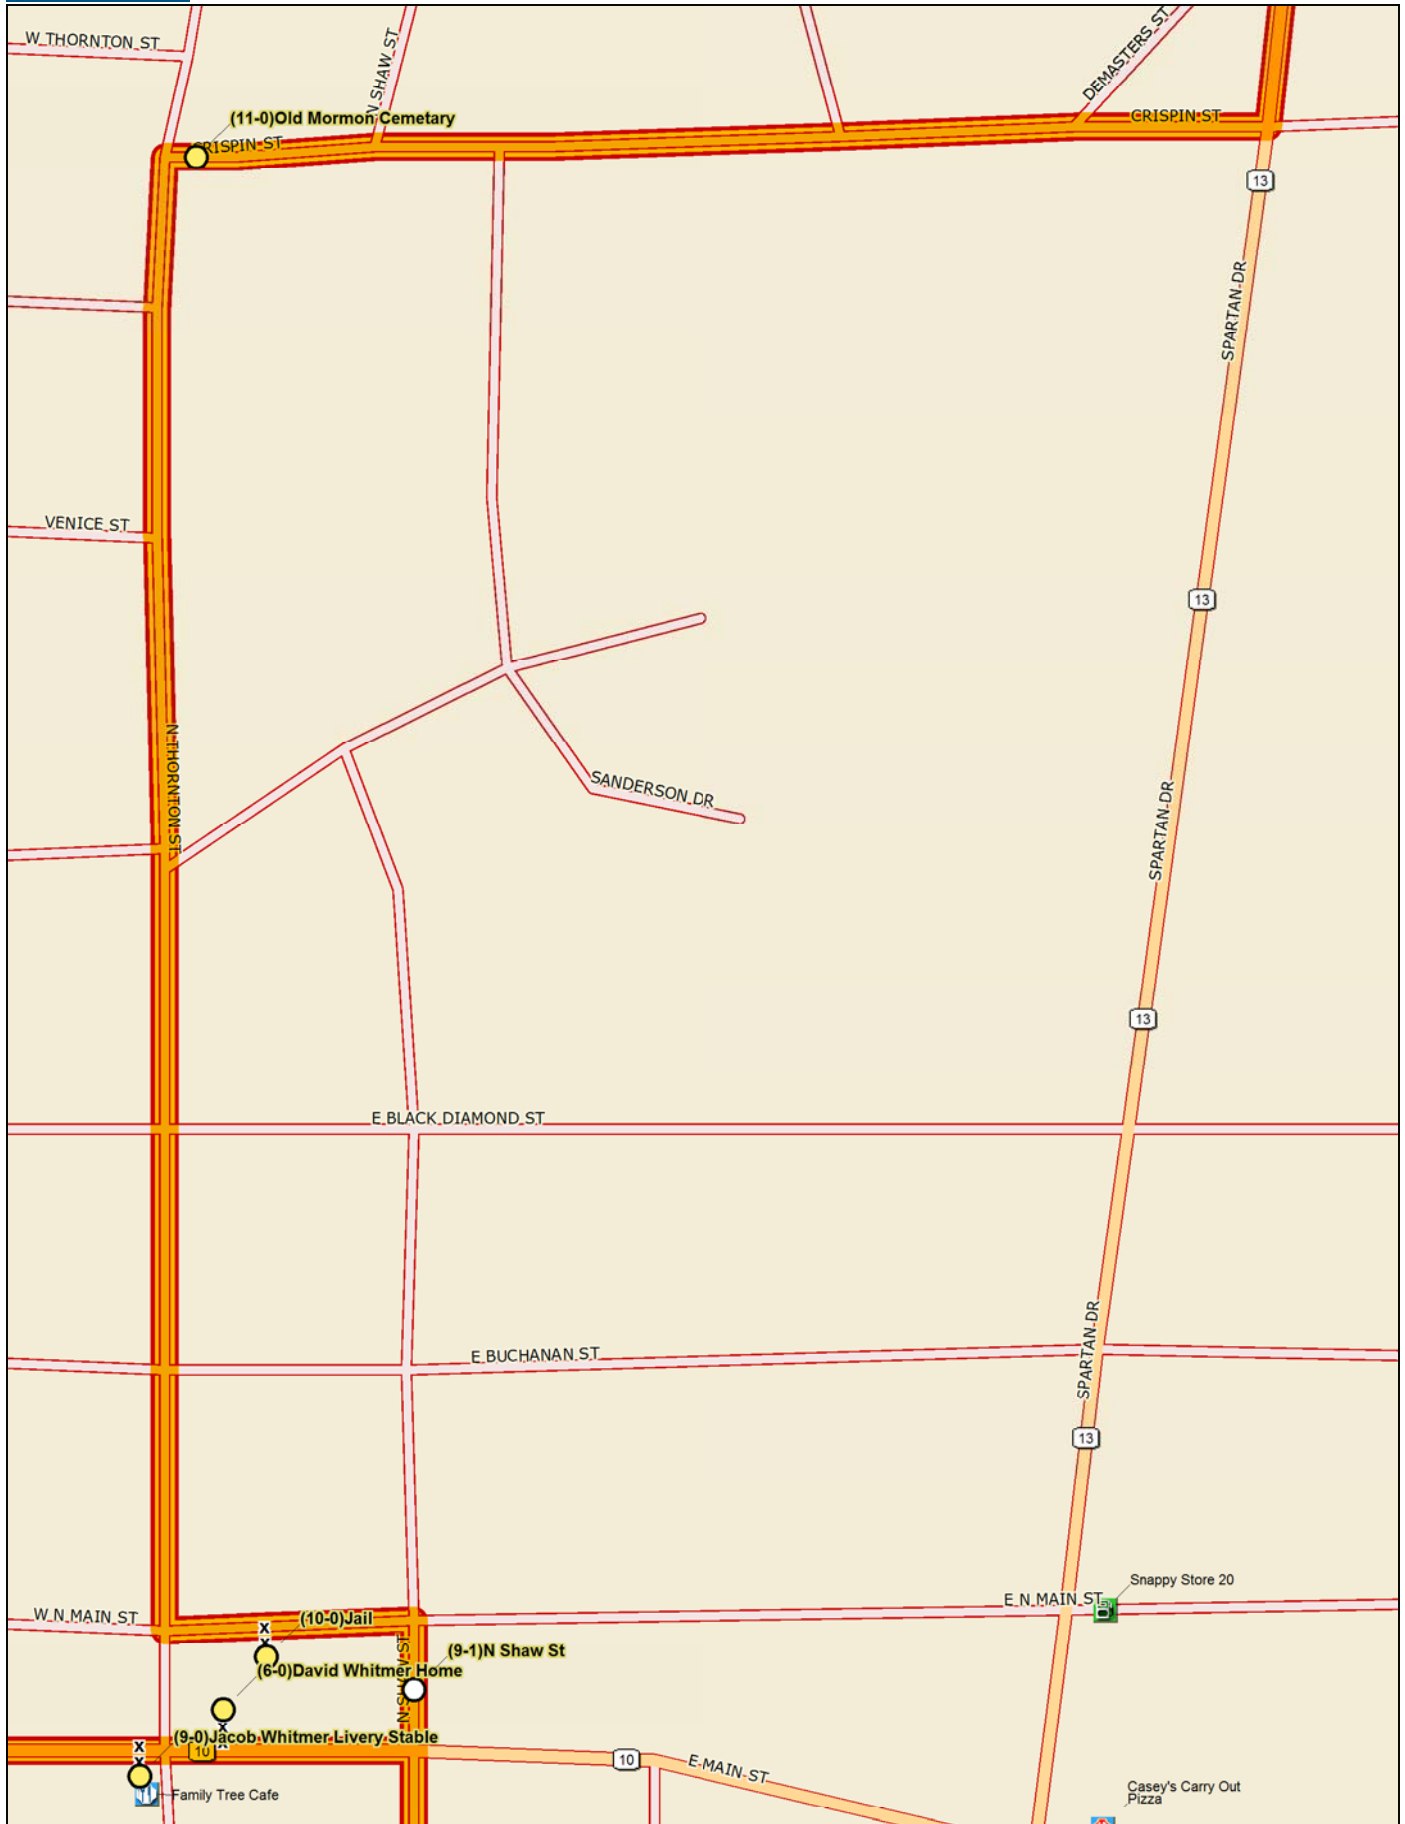 W THORNTON ST
N SHAW ST
DEMASTERS ST
(11-0)Old Mormon Cemetary
CRISPIN ST
CRISPIN ST
13
SPARTAN DR
VENICE ST
13
N THORNTON ST
SANDERSON DR
SPARTAN DR
13
E BLACK DIAMOND ST
E BUCHANAN ST
SPARTAN DR
13
Snappy Store 20
E N MAIN ST
W N MAIN ST
(10-0)Jail
x
x
(9-1)N Shaw St
(6-0)David Whitmer Home
N SHAW ST
x
x
(9-0)Jacob Whitmer Livery Stable
x
x
10
10
E MAIN ST
Family Tree Cafe
Casey's Carry Out
Pizza